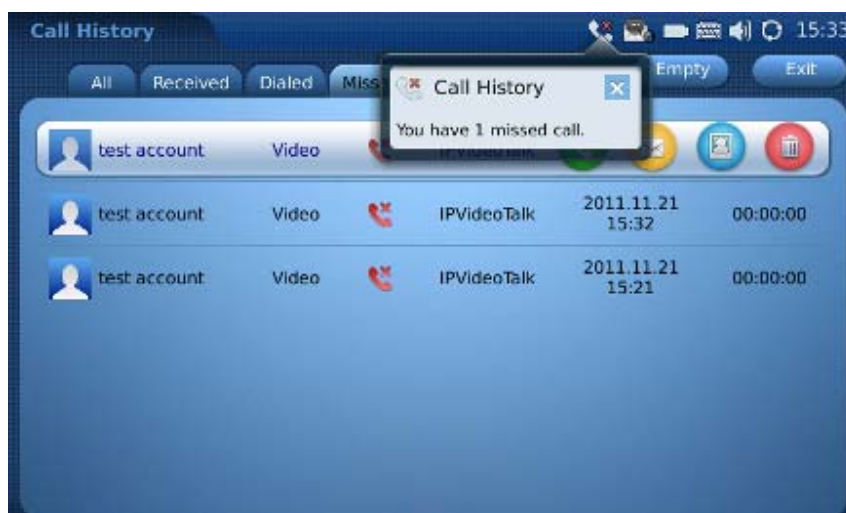 Call History
15:33
All
Received
Dialed
Miss
Empty
Exit
Call History
You have 1 missed call.
test account Video
test account Video IPVideoTalk 2011.11.21
15:32 00:00:00
test account Video IPVideoTalk 2011.11.21
15:21 00:00:00